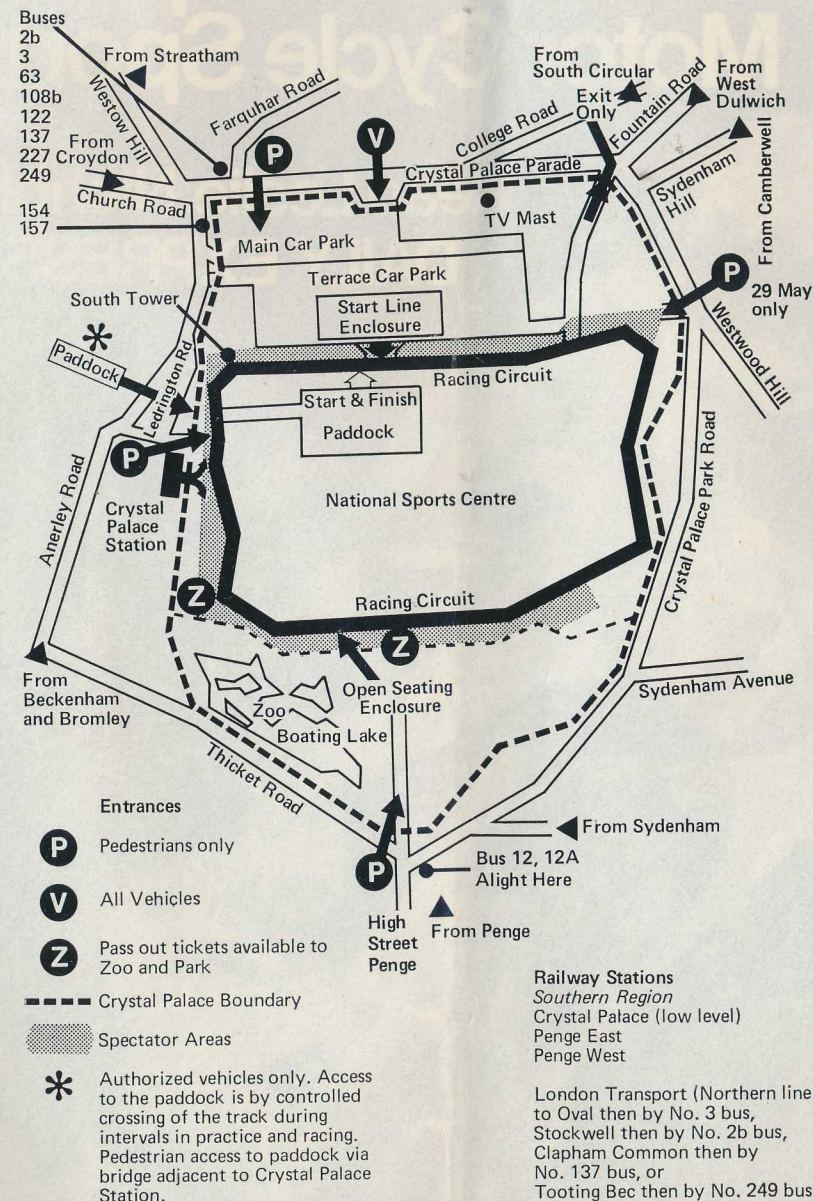 Buses
2b
3
63
108b
122
137
227
249
154
157
From Streatham
Westow Hill
From
Croydon
Church Road
Farquhar Road
P
V
From
South Circular
Exit
Only
College Road
Fountain Road
From
West
Dulwich
Crystal Palace Parade
Sydenham
Hill
From Camberwell
TV Mast
Main Car Park
Terrace Car Park
P
29 May
only
South Tower
Start Line
Enclosure
Westwood Hill
*
Paddock
Ledrington Rd
Racing Circuit
Start & Finish
Paddock
P
Anerley Road
Crystal
Palace
Station
National Sports Centre
Crystal Palace Park Road
Z
Racing Circuit
Z
From
Beckenham
and Bromley
Open Seating
Enclosure
Sydenham Avenue
Zoo
Boating Lake
Thicket Road
From Sydenham
P
Bus 12, 12A
Alight Here
High
Street
Penge
From Penge
Entrances
P Pedestrians only
V All Vehicles
Z Pass out tickets available to
Zoo and Park
Crystal Palace Boundary
Spectator Areas
* Authorized vehicles only. Access
to the paddock is by controlled
crossing of the track during
intervals in practice and racing.
Pedestrian access to paddock via
bridge adjacent to Crystal Palace
Station.
Railway Stations
Southern Region
Crystal Palace (low level)
Penge East
Penge West
London Transport (Northern line
to Oval then by No. 3 bus,
Stockwell then by No. 2b bus,
Clapham Common then by
No. 137 bus, or
Tooting Bec then by No. 249 bus